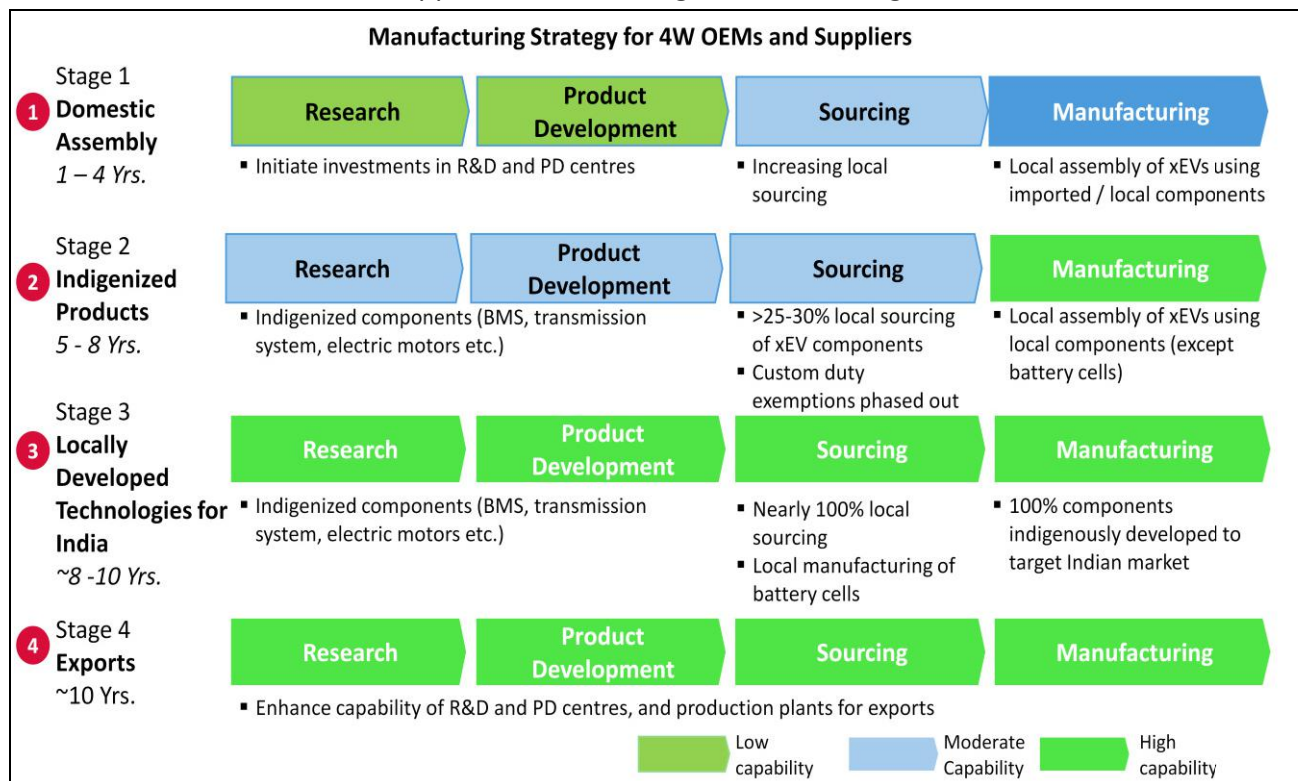 Manufacturing Strategy for 4W OEMs and Suppliers
1
Stage 1
Domestic
Assembly
1 – 4 Yrs.
Research
Product
Development
Sourcing
Manufacturing
▪ Initiate investments in R&D and PD centres
▪ Increasing local
sourcing
▪ Local assembly of xEVs using
imported / local components
2
Stage 2
Indigenized
Products
5 - 8 Yrs.
Research
Product
Development
Sourcing
Manufacturing
▪ Indigenized components (BMS, transmission
system, electric motors etc.)
▪ >25-30% local sourcing
of xEV components
▪ Custom duty
exemptions phased out
▪ Local assembly of xEVs using
local components (except
battery cells)
3
Stage 3
Locally
Developed
Technologies for
India
~8 -10 Yrs.
Research
Product
Development
Sourcing
Manufacturing
▪ Indigenized components (BMS, transmission
system, electric motors etc.)
▪ Nearly 100% local
sourcing
▪ Local manufacturing of
battery cells
▪ 100% components
indigenously developed to
target Indian market
4
Stage 4
Exports
~10 Yrs.
Research
Product
Development
Sourcing
Manufacturing
▪ Enhance capability of R&D and PD centres, and production plants for exports
Low
capability
Moderate
Capability
High
capability